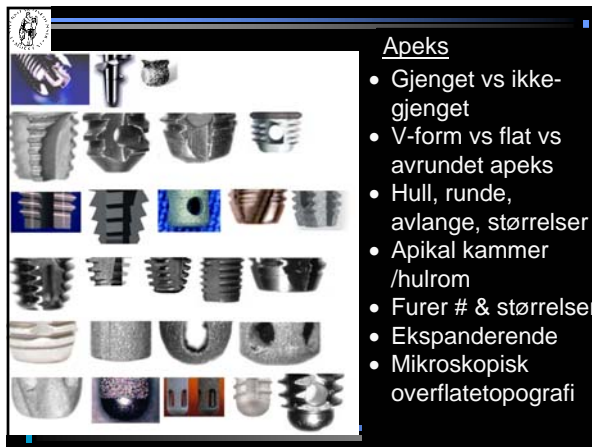 Apeks
• Gjenget vs ikke-
gjenget
• V-form vs flat vs
avrundet apeks
• Hull, runde,
avlange, størrelser
• Apikal kammer
/hulrom
• Furer # & størrelser
• Ekspanderende
• Mikroskopisk
overflatetopografi